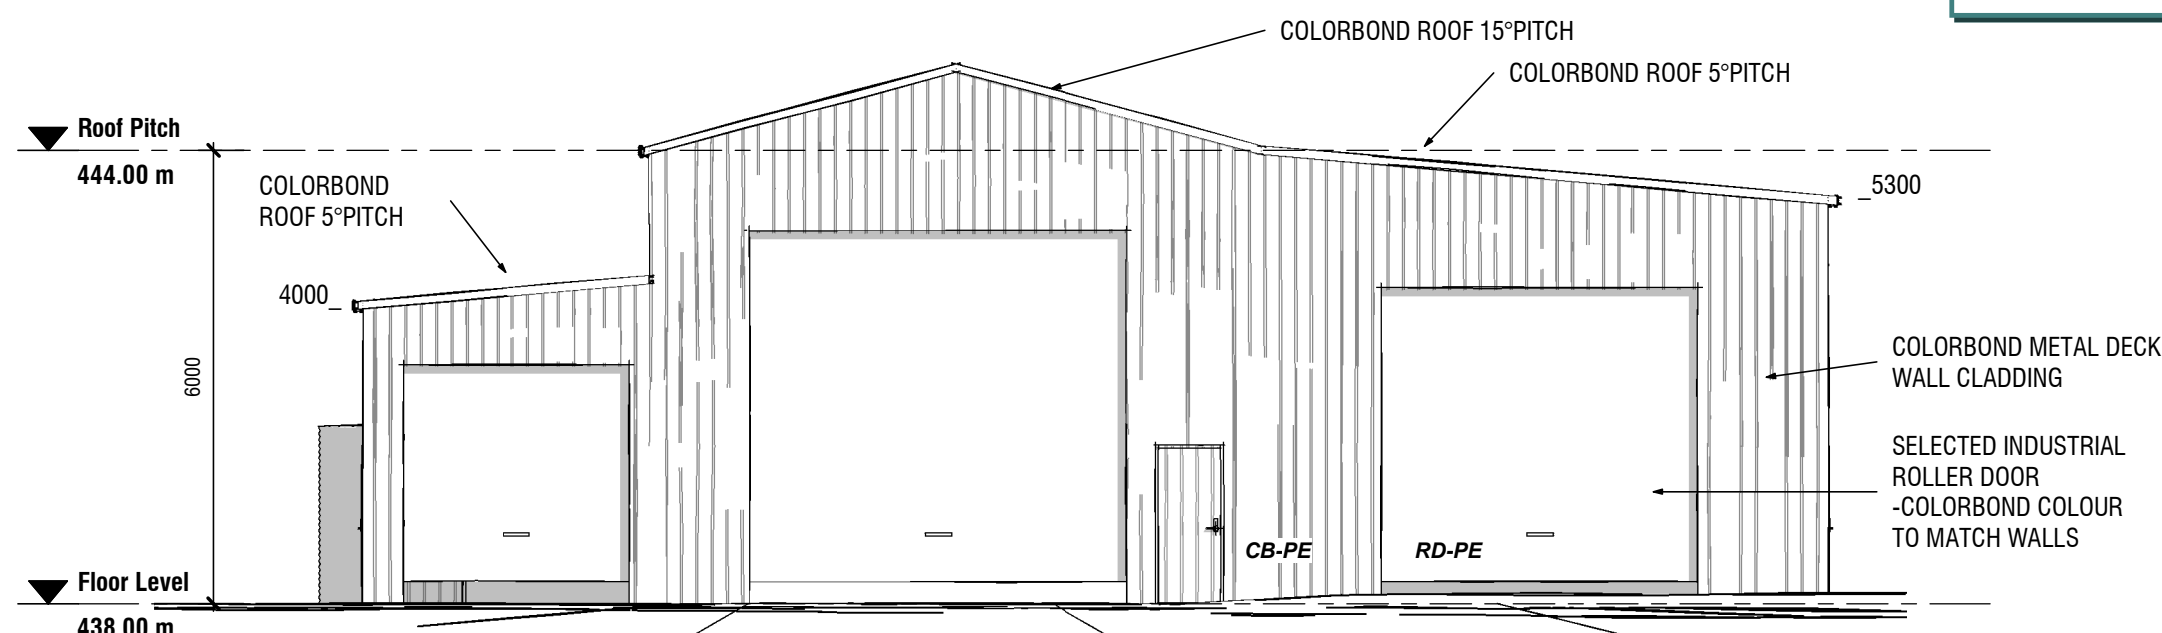 COLORBOND ROOF 15°PITCH
COLORBOND ROOF 5°PITCH
Roof Pitch
444.00 m
COLORBOND
ROOF 5°PITCH
5300
4000
6000
COLORBOND METAL DECK
WALL CLADDING
SELECTED INDUSTRIAL
ROLLER DOOR
-COLORBOND COLOUR
TO MATCH WALLS
CB-PE
RD-PE
Floor Level
438.00 m